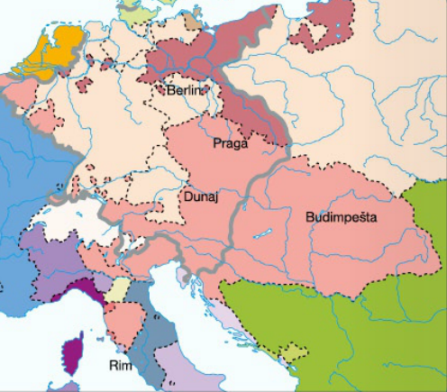 Berlin
Praga
Dunaj
Budimpešta
Rim